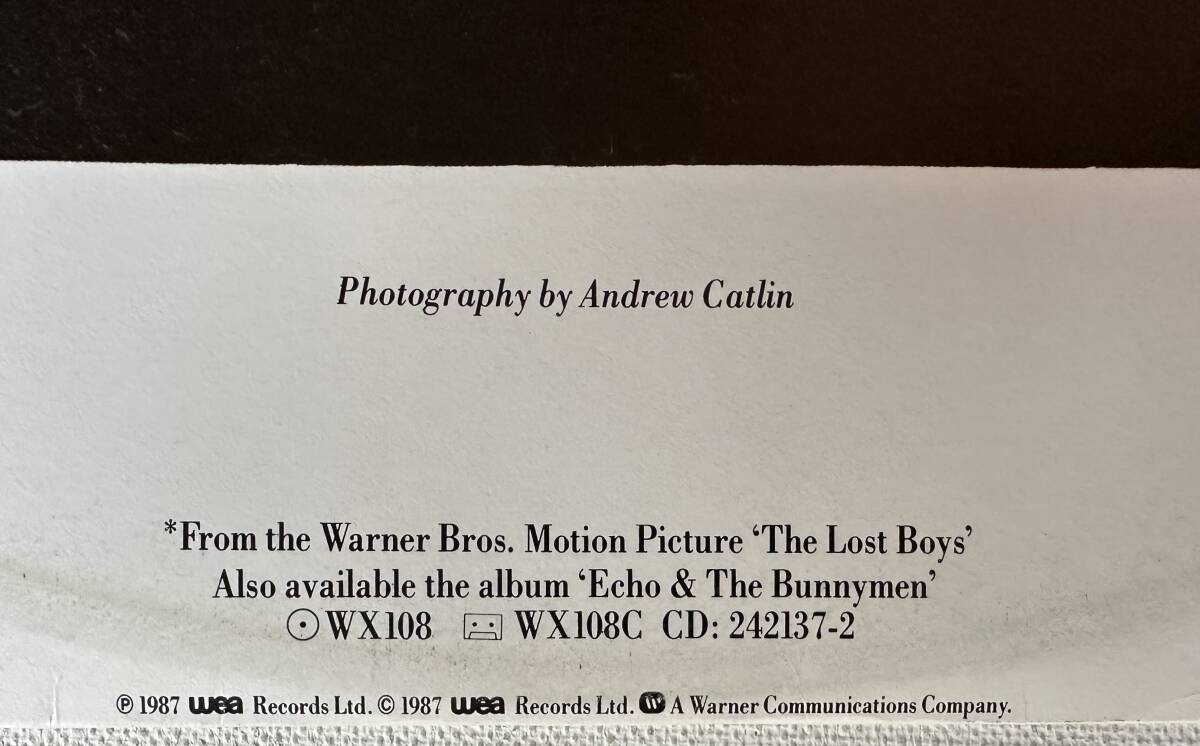 Photography by Andrew Catlin
*From the Warner Bros. Motion Picture ‘The Lost Boys’
Also available the album ‘Echo & The Bunnymen’
WX108 WX108C CD: 242137-2
℗ 1987 wea Records Ltd. © 1987 wea Records Ltd. W A Warner Communications Company.